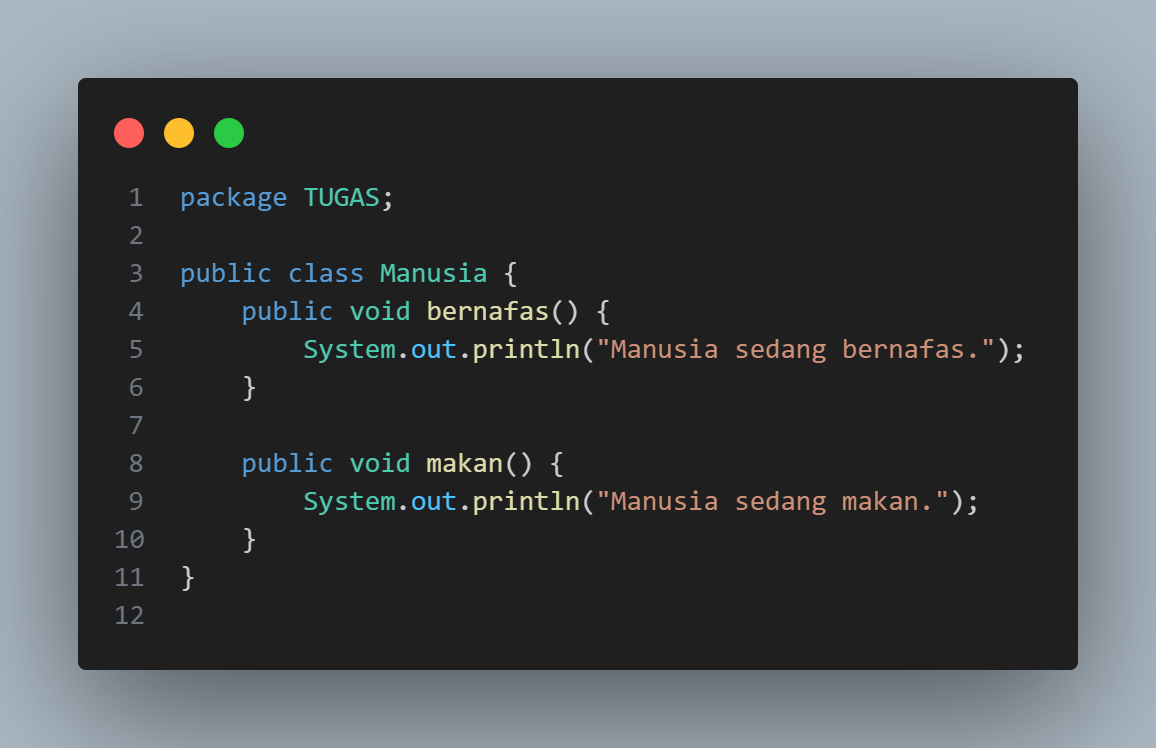 1 package TUGAS;
2
3 public class Manusia {
4     public void bernafas() {
5         System.out.println("Manusia sedang bernafas.");
6     }
7
8     public void makan() {
9         System.out.println("Manusia sedang makan.");
10     }
11 }
12